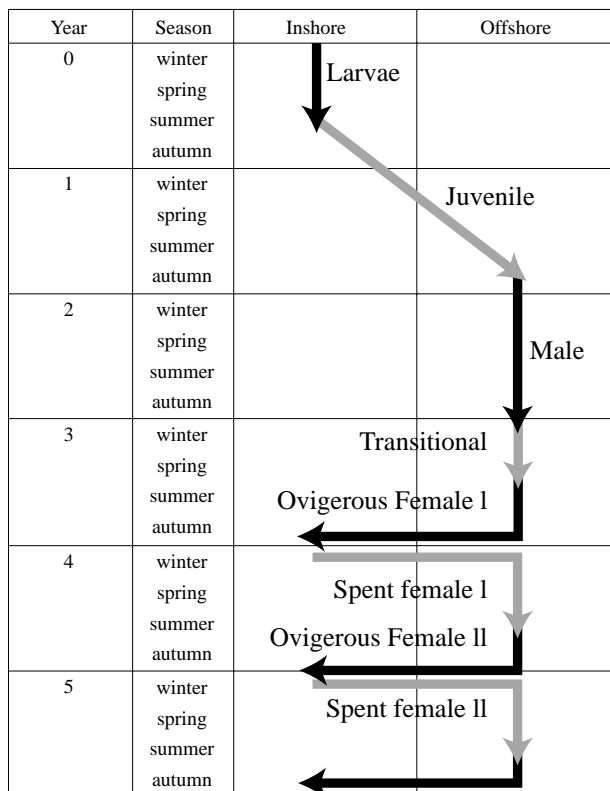 Year Season Inshore Offshore
0 winter
Larvae
spring
summer
autumn
1 winter
Juvenile
spring
summer
autumn
2 winter
spring
Male
summer
autumn
3 winter
Transitional
spring
summer
Ovigerous Female l
autumn
4 winter
spring
Spent female l
summer
Ovigerous Female ll
autumn
5 winter
Spent female ll
spring
summer
autumn